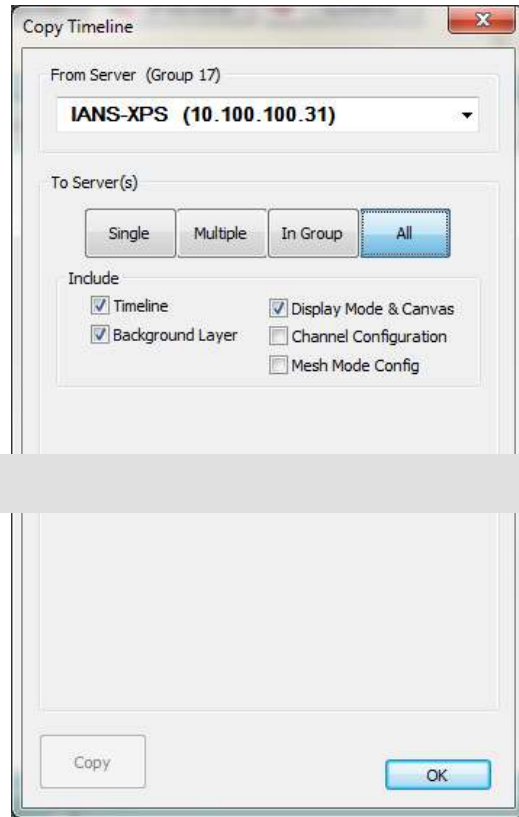 Copy Timeline
From Server (Group 17)
IANS-XPS (10.100.100.31)
To Server(s)
Single Multiple In Group All
Include
Timeline Display Mode & Canvas
Background Layer Channel Configuration
Mesh Mode Config
Copy
OK